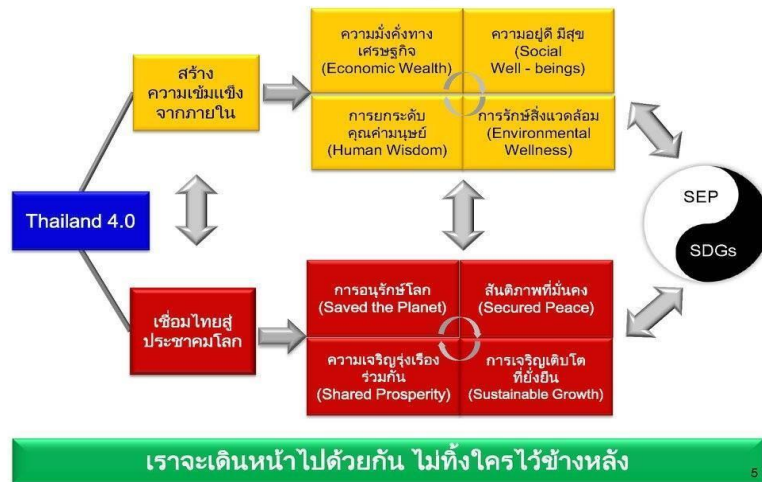 ความมั่งคั่งทาง
เศรษฐกิจ
(Economic Wealth)
ความอยู่ดี มีสุข
(Social
Well - beings)
สร้าง
ความเข้มแข็ง
จากภายใน
การยกระดับ
คุณค่ามนุษย์
(Human Wisdom)
การรักษ์สิ่งแวดล้อม
(Environmental
Wellness)
Thailand 4.0
SEP
SDGs
เชื่อมไทยสู่
ประชาคมโลก
การอนุรักษ์โลก
(Saved the Planet)
สันติภาพที่มั่นคง
(Secured Peace)
ความเจริญรุ่งเรือง
ร่วมกัน
(Shared Prosperity)
การเจริญเติบโต
ที่ยั่งยืน
(Sustainable Growth)
เราจะเดินหน้าไปด้วยกัน ไม่ทิ้งใครไว้ข้างหลัง
5